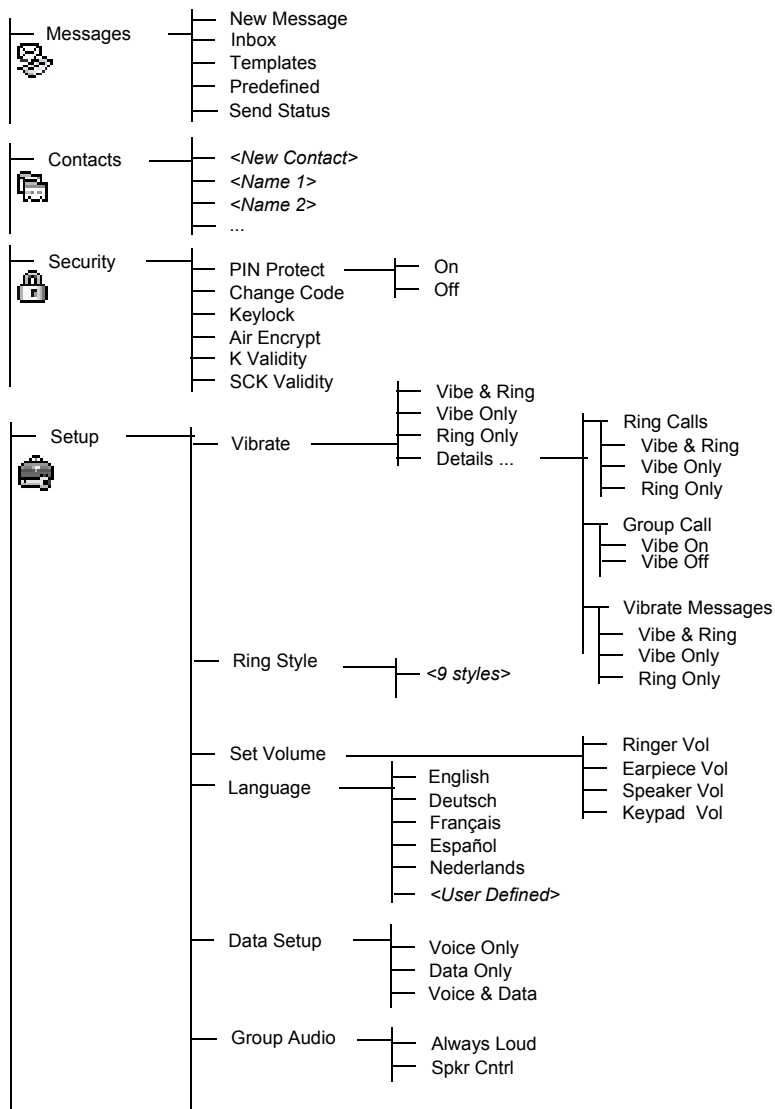 Messages
New Message
Inbox
Templates
Predefined
Send Status
Contacts
<New Contact>
<Name 1>
<Name 2>
...
Security
PIN Protect
On
Off
Change Code
Keylock
Air Encrypt
K Validity
SCK Validity
Setup
Vibrate
Vibe & Ring
Vibe Only
Ring Only
Details ...
Ring Calls
Vibe & Ring
Vibe Only
Ring Only
Group Call
Vibe On
Vibe Off
Vibrate Messages
Vibe & Ring
Vibe Only
Ring Only
Ring Style
<9 styles>
Set Volume
Ringer Vol
Earpiece Vol
Speaker Vol
Keypad Vol
Language
English
Deutsch
Français
Español
Nederlands
<User Defined>
Data Setup
Voice Only
Data Only
Voice & Data
Group Audio
Always Loud
Spkr Cntrl